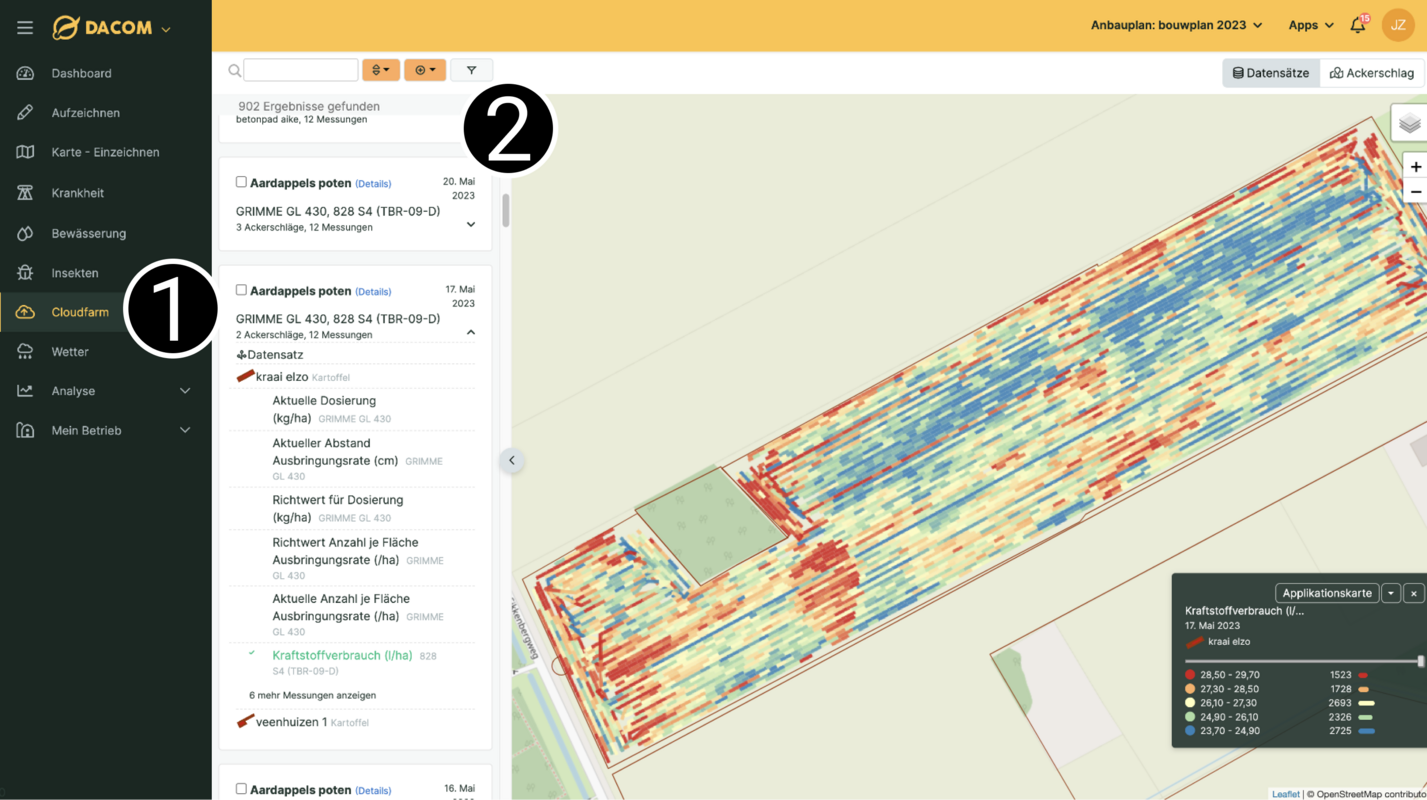 DACOM
Anbauplan: bouwplan 2023
Apps
15
JZ
Dashboard
Aufzeichnen
Karte - Einzeichnen
Krankheit
Bewässerung
Insekten
Cloudfarm
Wetter
Analyse
Mein Betrieb
1
2
Datensätze
Ackerschlag
902 Ergebnisse gefunden
betonpad aike, 12 Messungen
Aardappels poten (Details)
20. Mai
2023
GRIMME GL 430, 828 S4 (TBR-09-D)
3 Ackerschläge, 12 Messungen
Aardappels poten (Details)
17. Mai
2023
GRIMME GL 430, 828 S4 (TBR-09-D)
2 Ackerschläge, 12 Messungen
Datensatz
kraai elzo Kartoffel
Aktuelle Dosierung
(kg/ha) GRIMME GL 430
Aktueller Abstand
Ausbringungsrate (cm) GRIMME
GL 430
Richtwert für Dosierung
(kg/ha) GRIMME GL 430
Richtwert Anzahl je Fläche
Ausbringungsrate (/ha) GRIMME
GL 430
Aktuelle Anzahl je Fläche
Ausbringungsrate (/ha) GRIMME
GL 430
Kraftstoffverbrauch (l/ha) 828
S4 (TBR-09-D)
6 mehr Messungen anzeigen
veenhuizen 1 Kartoffel
Aardappels poten (Details)
16. Mai
+
−
Applikationskarte
×
Kraftstoffverbrauch (l/...
17. Mai 2023
kraai elzo
28,50 - 29,70 1523
27,30 - 28,50 1728
26,10 - 27,30 2693
24,90 - 26,10 2326
23,70 - 24,90 2725
Leaflet | © OpenStreetMap contributo